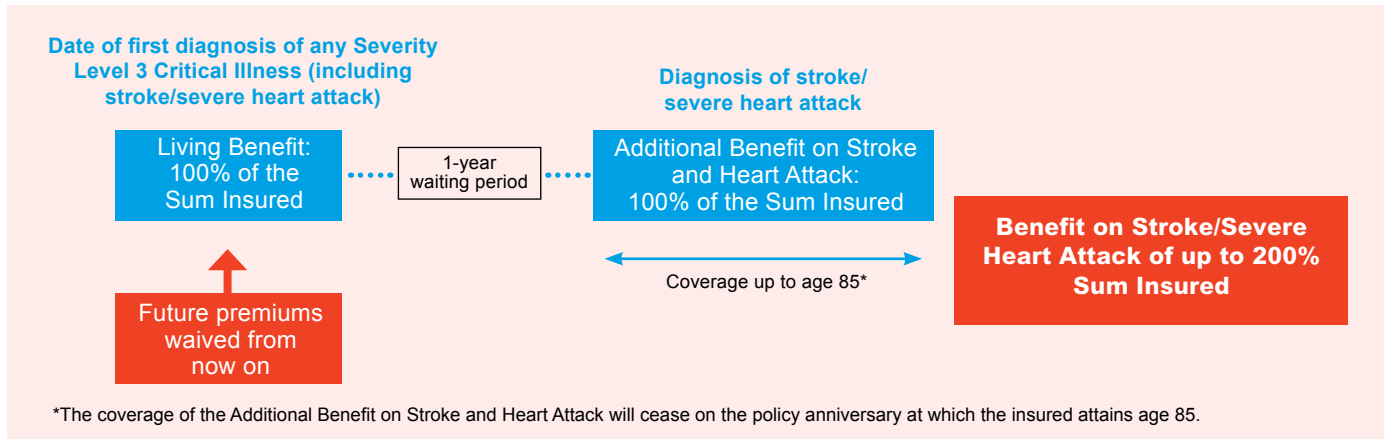 Date of first diagnosis of any Severity
Level 3 Critical Illness (including
stroke/severe heart attack)
Living Benefit:
100% of the
Sum Insured
Future premiums
waived from
now on
1-year
waiting period
Diagnosis of stroke/
severe heart attack
Additional Benefit on Stroke
and Heart Attack:
100% of the Sum Insured
Coverage up to age 85*
Benefit on Stroke/Severe
Heart Attack of up to 200%
Sum Insured
*The coverage of the Additional Benefit on Stroke and Heart Attack will cease on the policy anniversary at which the insured attains age 85.